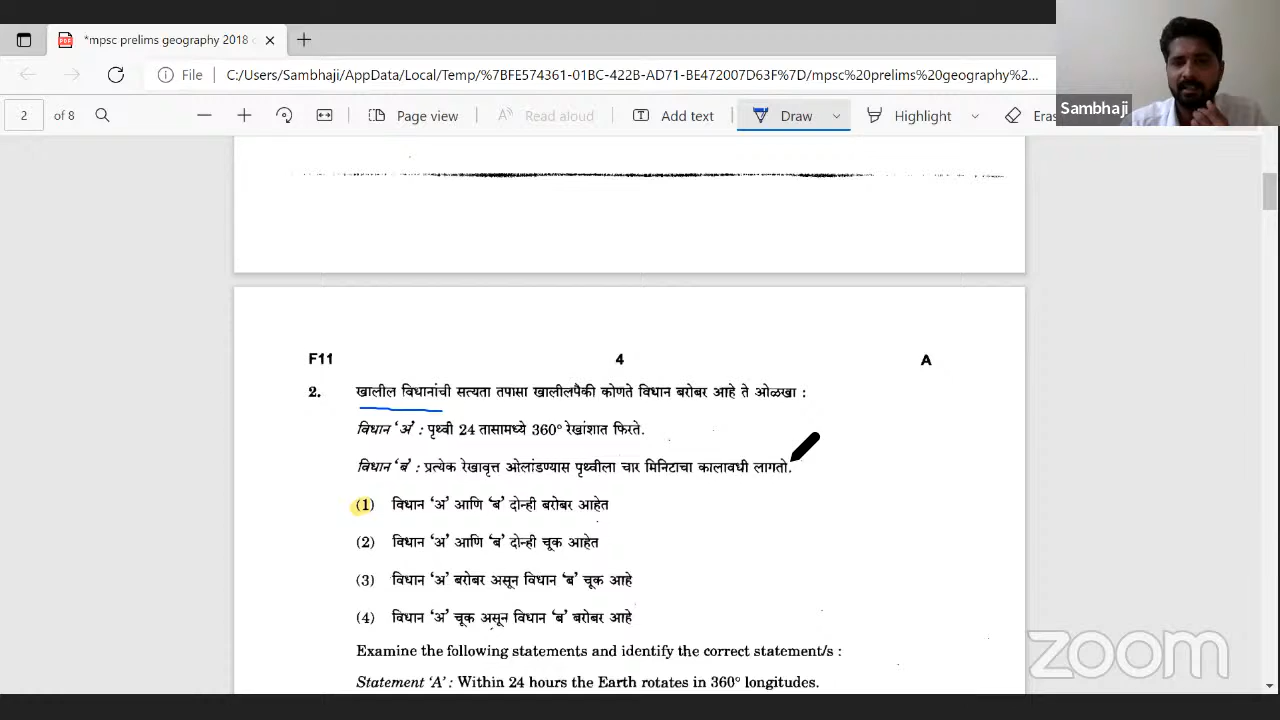 *mpsc prelims geography 2018
File
C:/Users/Sambhaji/AppData/Local/Temp/%7BFE574361-01BC-422B-AD71-BE472007D63F%7D/mpsc%20prelims%20geography%2...
2 of 8
Page view
Read aloud
Add text
Draw
Highlight
Eras
Sambhaji
F11 4 A
2. खालील विधानांची सत्यता तपासा खालीलपैकी कोणते विधान बरोबर आहे ते ओळखा :
विधान ‘अ’ : पृथ्वी 24 तासामध्ये 360° रेखांशात फिरते.
विधान ‘ब’ : प्रत्येक रेखावृत्त ओलांडण्यास पृथ्वीला चार मिनिटाचा कालावधी लागतो.
(1) विधान ‘अ’ आणि ‘ब’ दोन्ही बरोबर आहेत
(2) विधान ‘अ’ आणि ‘ब’ दोन्ही चूक आहेत
(3) विधान ‘अ’ बरोबर असून विधान ‘ब’ चूक आहे
(4) विधान ‘अ’ चूक असून विधान ‘ब’ बरोबर आहे
Examine the following statements and identify the correct statement/s :
Statement ‘A’ : Within 24 hours the Earth rotates in 360° longitudes.
zoom